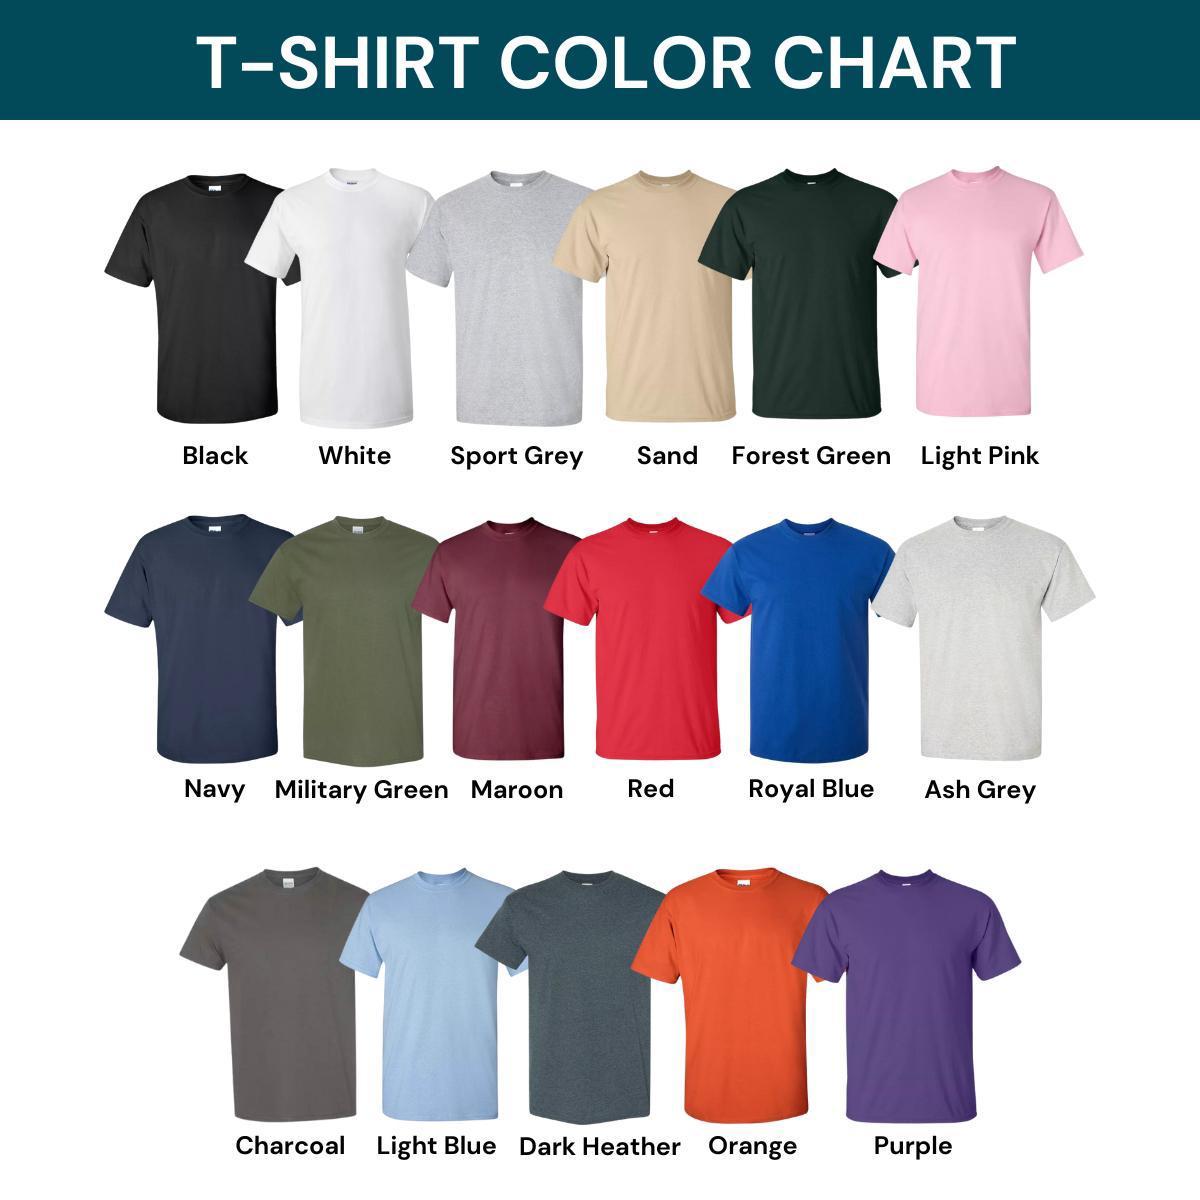 T-SHIRT COLOR CHART
Black White Sport Grey Sand Forest Green Light Pink
Navy Military Green Maroon Red Royal Blue Ash Grey
Charcoal Light Blue Dark Heather Orange Purple